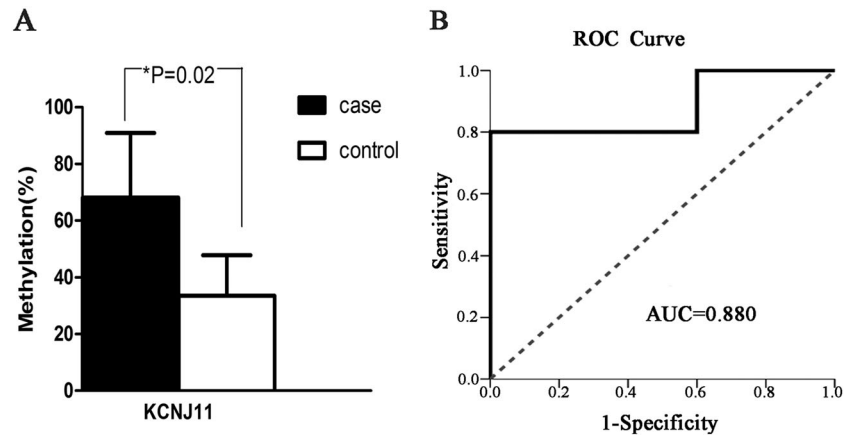 A
*P=0.02
case
control
100
80
60
40
20
0
Methylation(%)
KCNJ11
B
ROC Curve
1.0
0.8
0.6
0.4
0.2
0.0
Sensitivity
AUC=0.880
0.0 0.2 0.4 0.6 0.8 1.0
1-Specificity